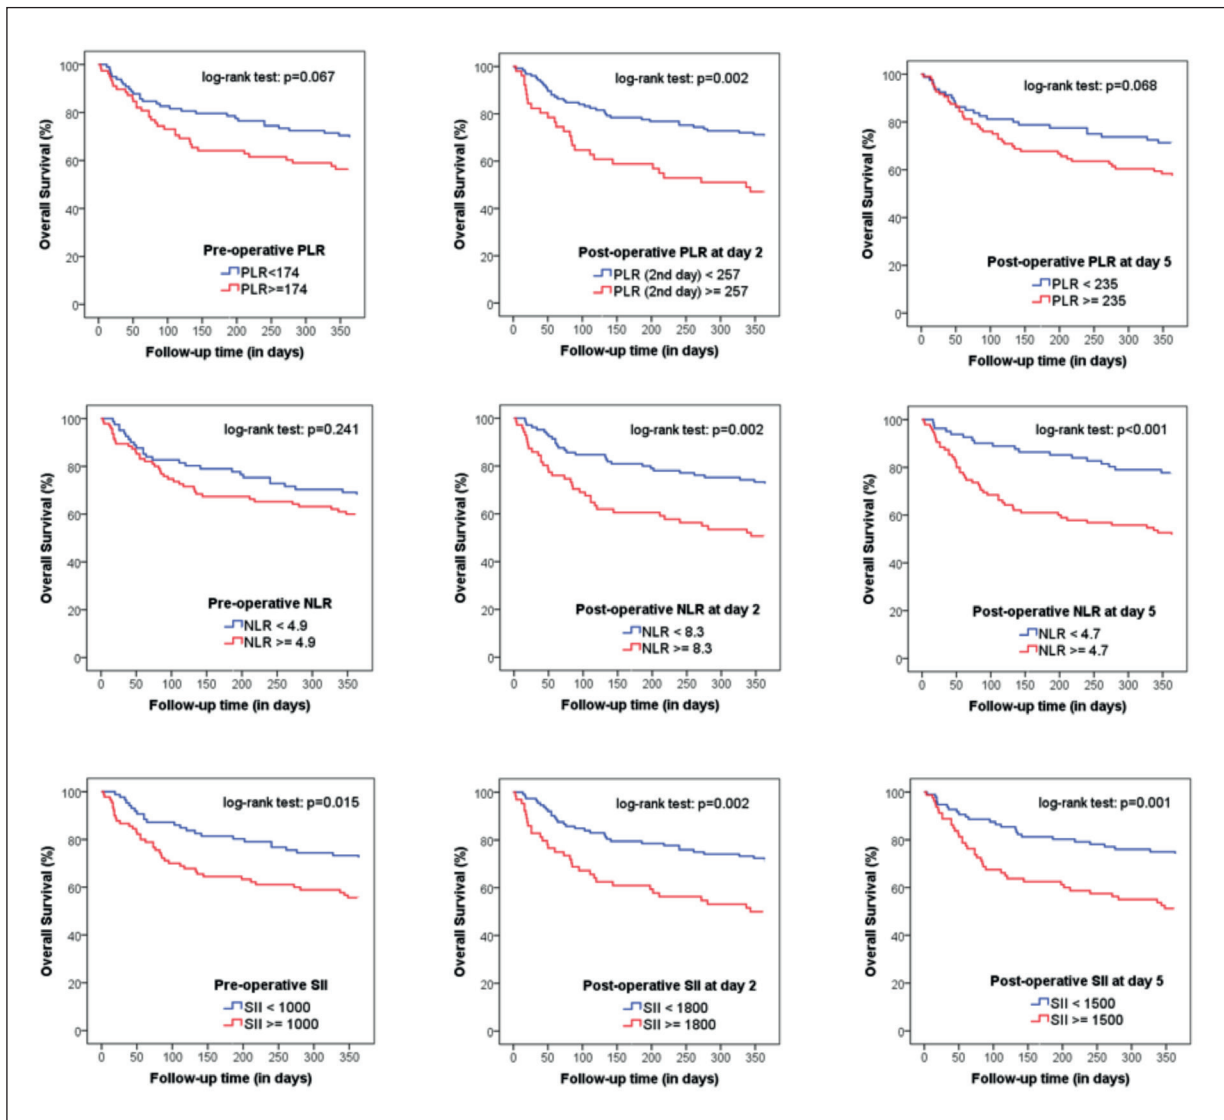 log-rank test: p=0.067
100
80
60
40
20
0
Overall Survival (%)
Pre-operative PLR
PLR<174
PLR>=174
0 50 100 150 200 250 300 350
Follow-up time (in days)
log-rank test: p=0.002
100
80
60
40
20
0
Overall Survival (%)
Post-operative PLR at day 2
PLR (2nd day) < 257
PLR (2nd day) >= 257
0 50 100 150 200 250 300 350
Follow-up time (in days)
log-rank test: p=0.068
100
80
60
40
20
0
Overall Survival (%)
Post-operative PLR at day 5
PLR < 235
PLR >= 235
0 50 100 150 200 250 300 350
Follow-up time (in days)
log-rank test: p=0.241
100
80
60
40
20
0
Overall Survival (%)
Pre-operative NLR
NLR < 4.9
NLR >= 4.9
0 50 100 150 200 250 300 350
Follow-up time (in days)
log-rank test: p=0.002
100
80
60
40
20
0
Overall Survival (%)
Post-operative NLR at day 2
NLR < 8.3
NLR >= 8.3
0 50 100 150 200 250 300 350
Follow-up time (in days)
log-rank test: p<0.001
100
80
60
40
20
0
Overall Survival (%)
Post-operative NLR at day 5
NLR < 4.7
NLR >= 4.7
0 50 100 150 200 250 300 350
Follow-up time (in days)
log-rank test: p=0.015
100
80
60
40
20
0
Overall Survival (%)
Pre-operative SII
SII < 1000
SII >= 1000
0 50 100 150 200 250 300 350
Follow-up time (in days)
log-rank test: p=0.002
100
80
60
40
20
0
Overall Survival (%)
Post-operative SII at day 2
SII < 1800
SII >= 1800
0 50 100 150 200 250 300 350
Follow-up time (in days)
log-rank test: p=0.001
100
80
60
40
20
0
Overall Survival (%)
Post-operative SII at day 5
SII < 1500
SII >= 1500
0 50 100 150 200 250 300 350
Follow-up time (in days)